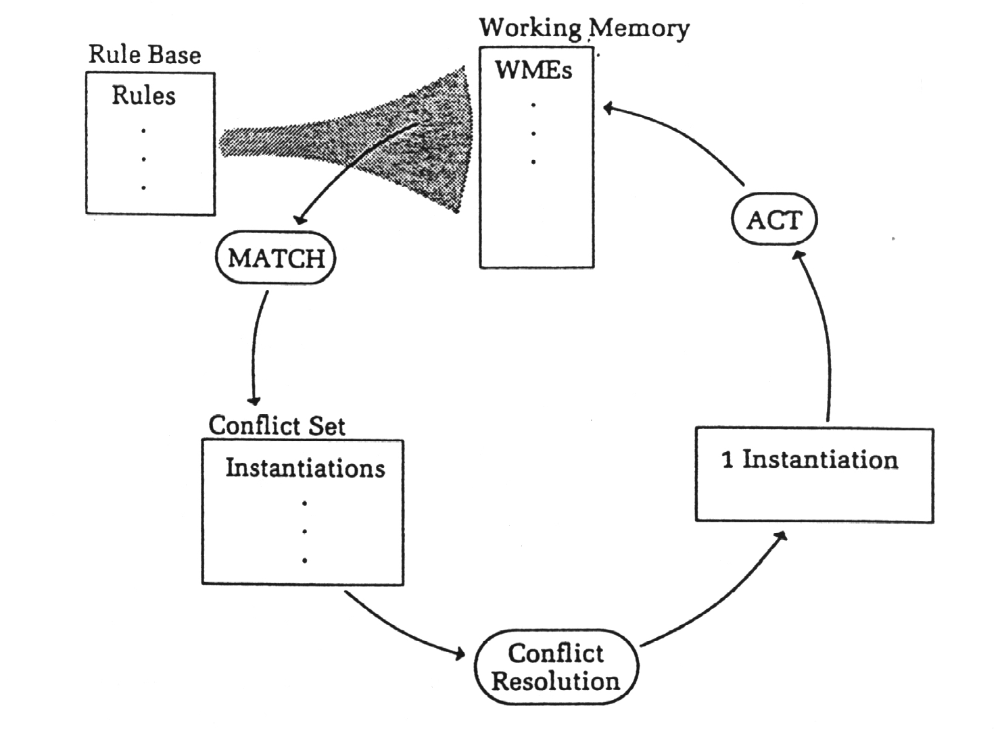 Working Memory
Rule Base
WMEs
Rules
ACT
MATCH
Conflict Set
Instantiations
1 Instantiation
Conflict
Resolution